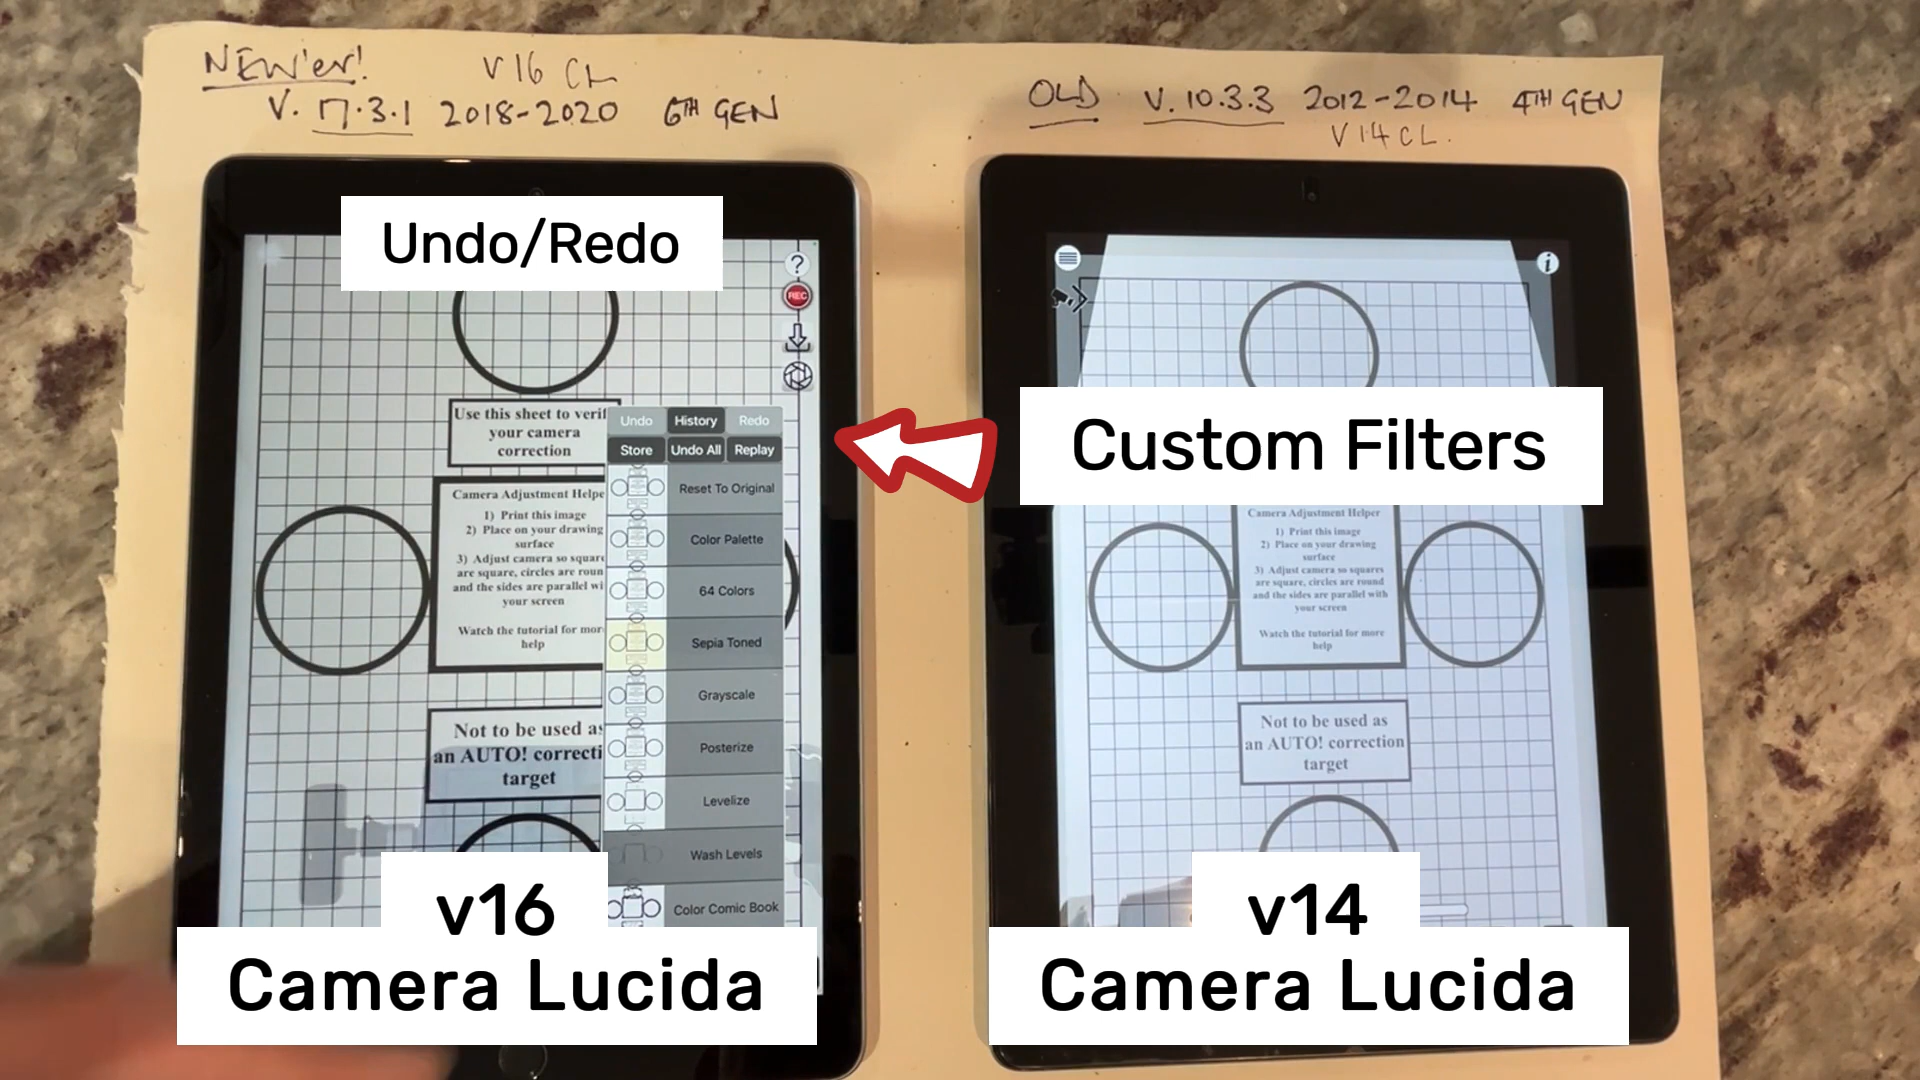 NEW'er! V16 CL
V. 17.3.1 2018-2020 6TH GEN
OLD V. 10.3.3 2012-2014 4TH GEN
V14 CL.
Undo/Redo
?
REC
Use this sheet to verif
your camera
correction
Camera Adjustment Helpe
1) Print this image
2) Place on your drawing
surface
3) Adjust camera so square
are square, circles are roun
and the sides are parallel wi
your screen
Watch the tutorial for mor
help
Not to be used as
an AUTO! correcti
target
Undo History Redo
Store Undo All Replay
Reset To Original
Color Palette
64 Colors
Sepia Toned
Grayscale
Posterize
Levelize
Wash Levels
Color Comic Book
v16
Camera Lucida
i
Custom Filters
Camera Adjustment Helper
1) Print this image
2) Place on your drawing
surface
3) Adjust camera so squares
are square, circles are round
and the sides are parallel with
your screen
Watch the tutorial for more
help
Not to be used as
an AUTO! correction
target
v14
Camera Lucida